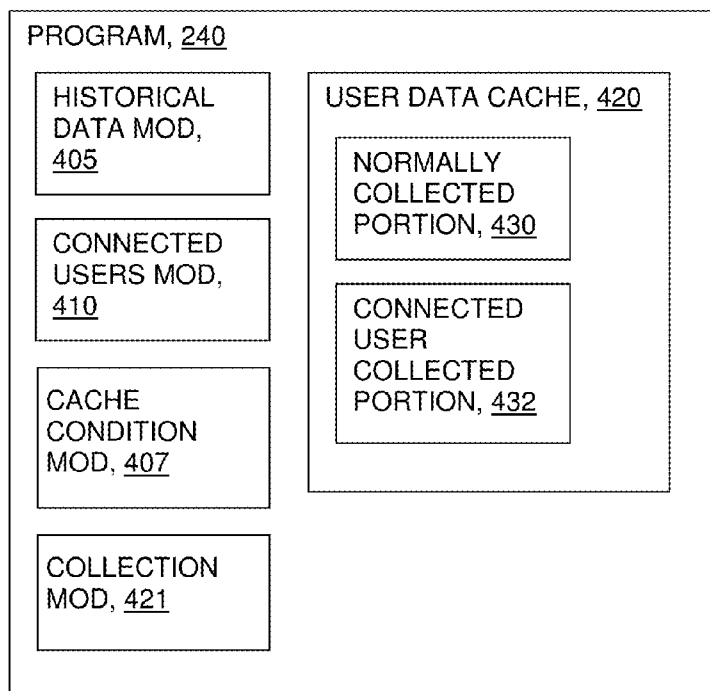 PROGRAM, 240
HISTORICAL
DATA MOD,
405
CONNECTED
USERS MOD,
410
CACHE
CONDITION
MOD, 407
COLLECTION
MOD, 421
USER DATA CACHE, 420
NORMALLY
COLLECTED
PORTION, 430
CONNECTED
USER
COLLECTED
PORTION, 432